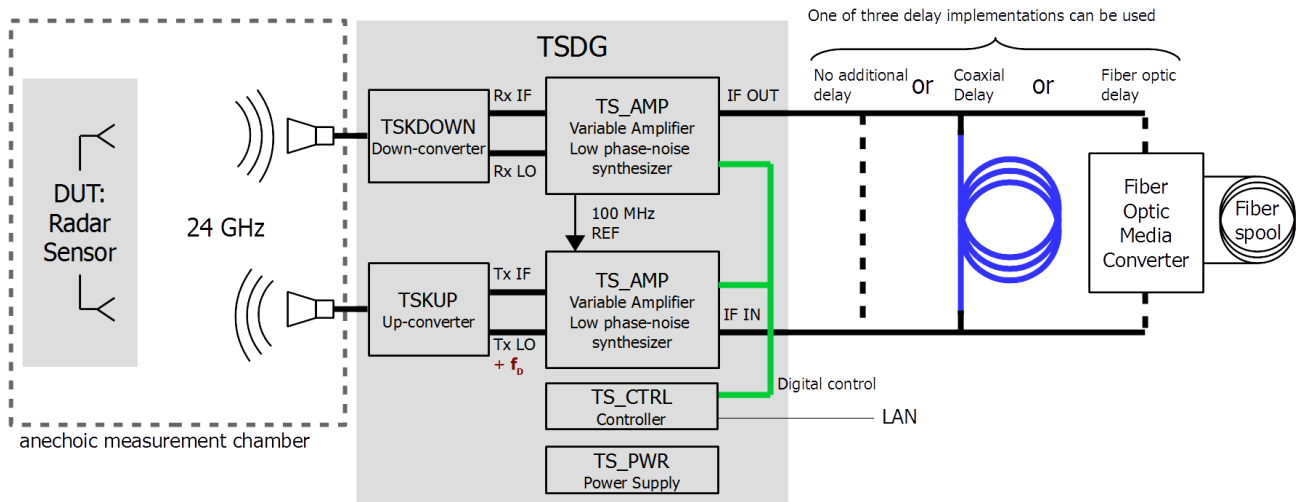 One of three delay implementations can be used
TSDG
No additional
delay
or
Coaxial
Delay
or
Fiber optic
delay
DUT:
Radar
Sensor
24 GHz
TSKDOWN
Down-converter
Rx IF
Rx LO
TS_AMP
Variable Amplifier
Low phase-noise
synthesizer
IF OUT
100 MHz
REF
Fiber
Optic
Media
Converter
Fiber
spool
TSKUP
Up-converter
Tx IF
Tx LO
+ f_D
TS_AMP
Variable Amplifier
Low phase-noise
synthesizer
IF IN
Digital control
TS_CTRL
Controller
LAN
TS_PWR
Power Supply
anechoic measurement chamber